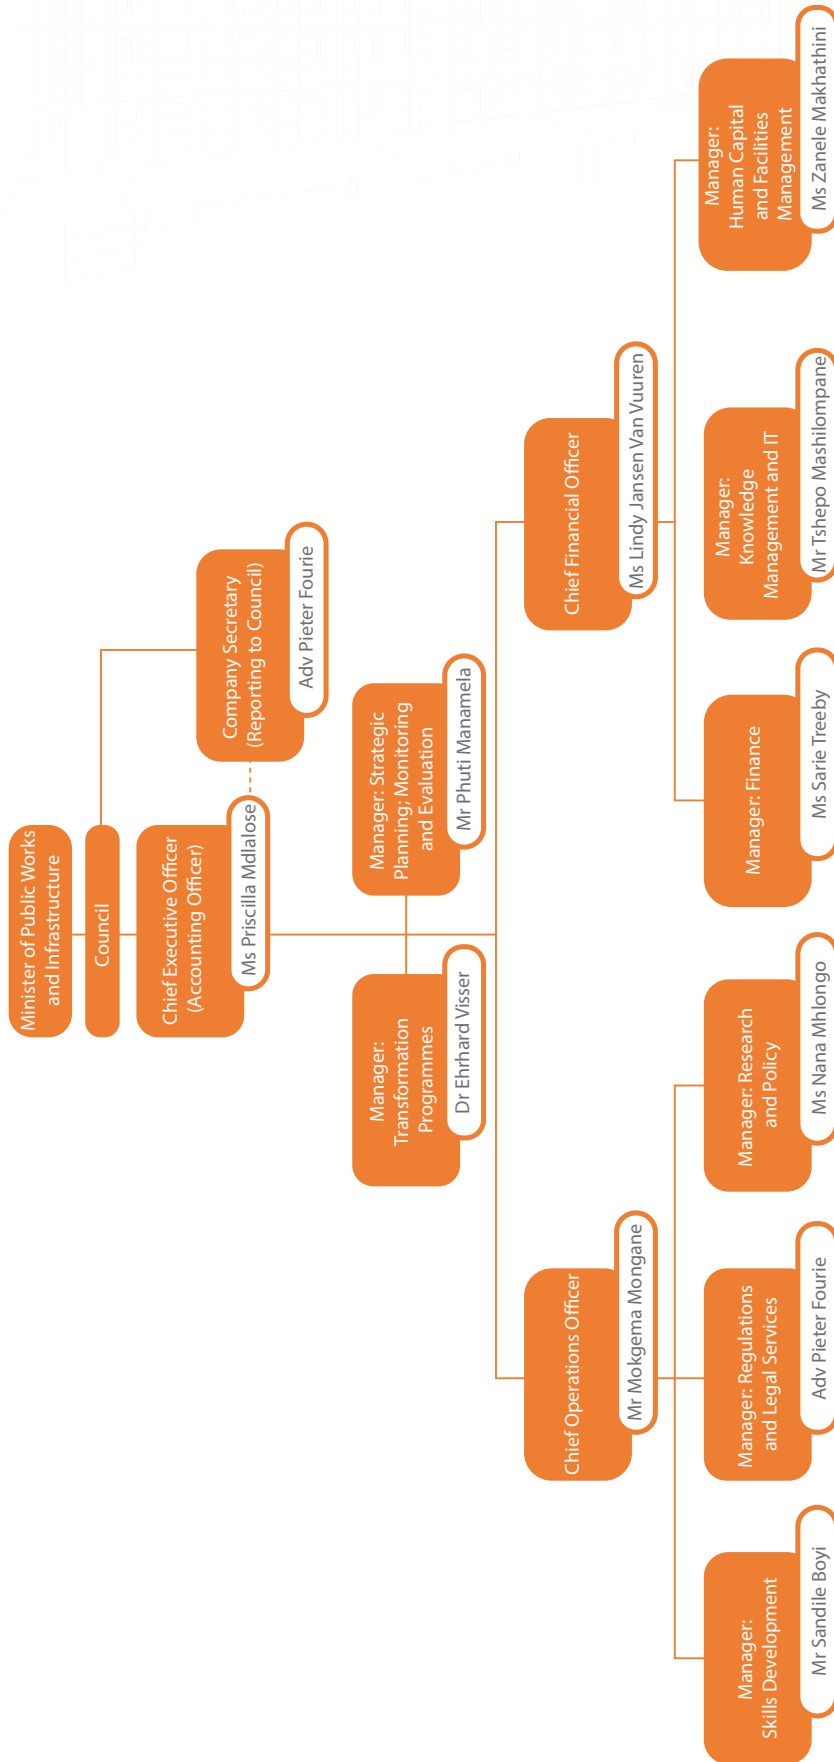 Minister of Public Works
and Infrastructure
Council
Chief Executive Officer
(Accounting Officer)
Ms Priscilla Mdlalose
Company Secretary
(Reporting to Council)
Adv Pieter Fourie
Manager:
Transformation
Programmes
Dr Ehrhard Visser
Manager: Strategic
Planning; Monitoring
and Evaluation
Mr Phuti Manamela
Chief Operations Officer
Mr Mokgema Mongane
Chief Financial Officer
Ms Lindy Jansen Van Vuuren
Manager:
Skills Development
Mr Sandile Boyi
Manager: Regulations
and Legal Services
Adv Pieter Fourie
Manager: Research
and Policy
Ms Nana Mhlongo
Manager: Finance
Ms Sarie Treeby
Manager:
Knowledge
Management and IT
Mr Tshepo Mashilompane
Manager:
Human Capital
and Facilities
Management
Ms Zanele Makhathini